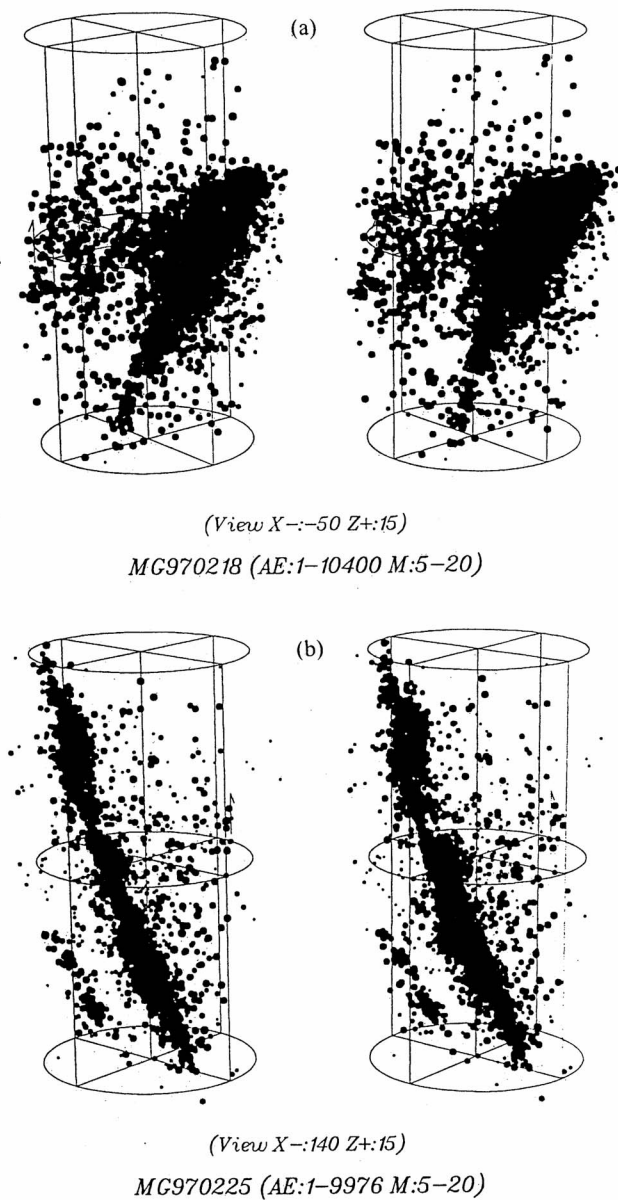 (a)
(View X-:-50 Z+:15)
MG970218 (AE:1-10400 M:5-20)
(b)
(View X-:140 Z+:15)
MG970225 (AE:1-9976 M:5-20)